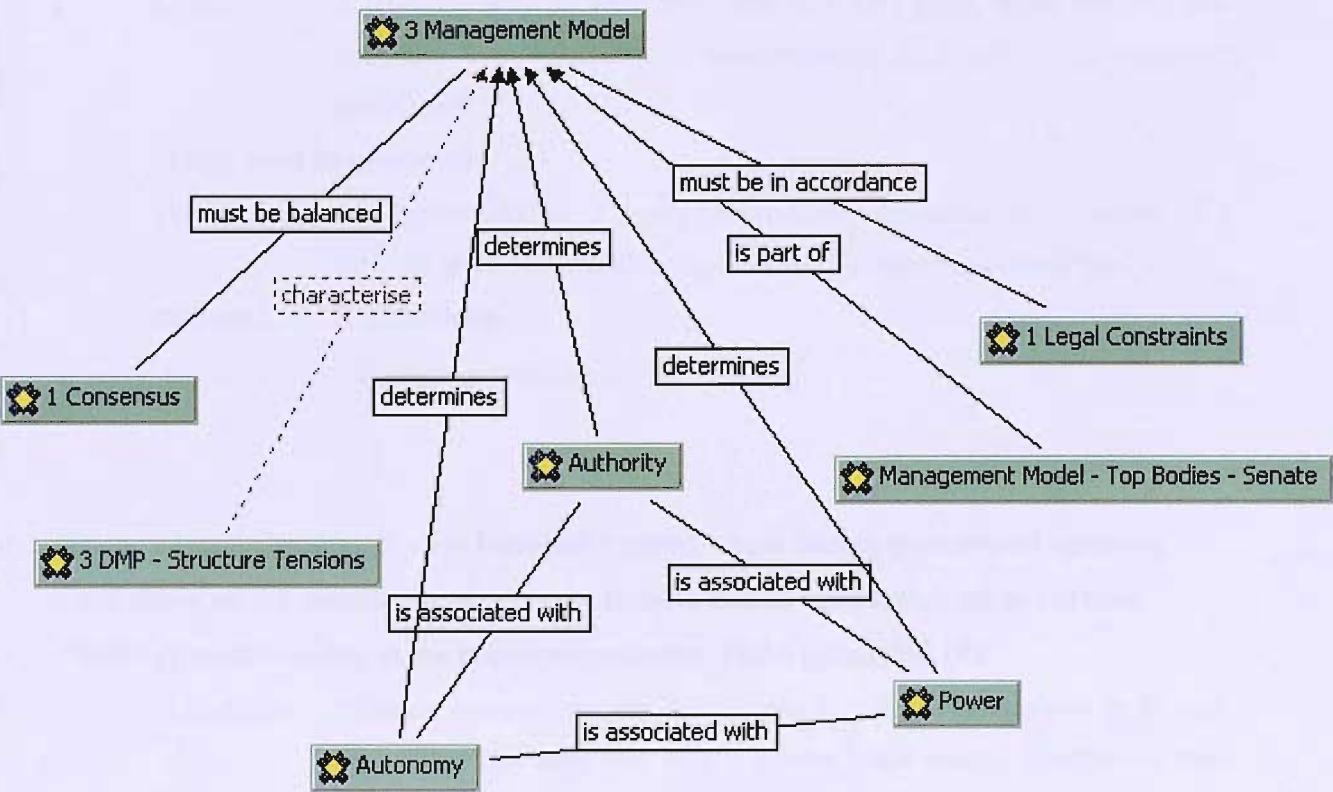 3 Management Model
must be in accordance
must be balanced
determines
is part of
characterise
1 Legal Constraints
determines
1 Consensus
determines
Authority
Management Model - Top Bodies - Senate
3 DMP - Structure Tensions
is associated with
is associated with
Power
is associated with
Autonomy